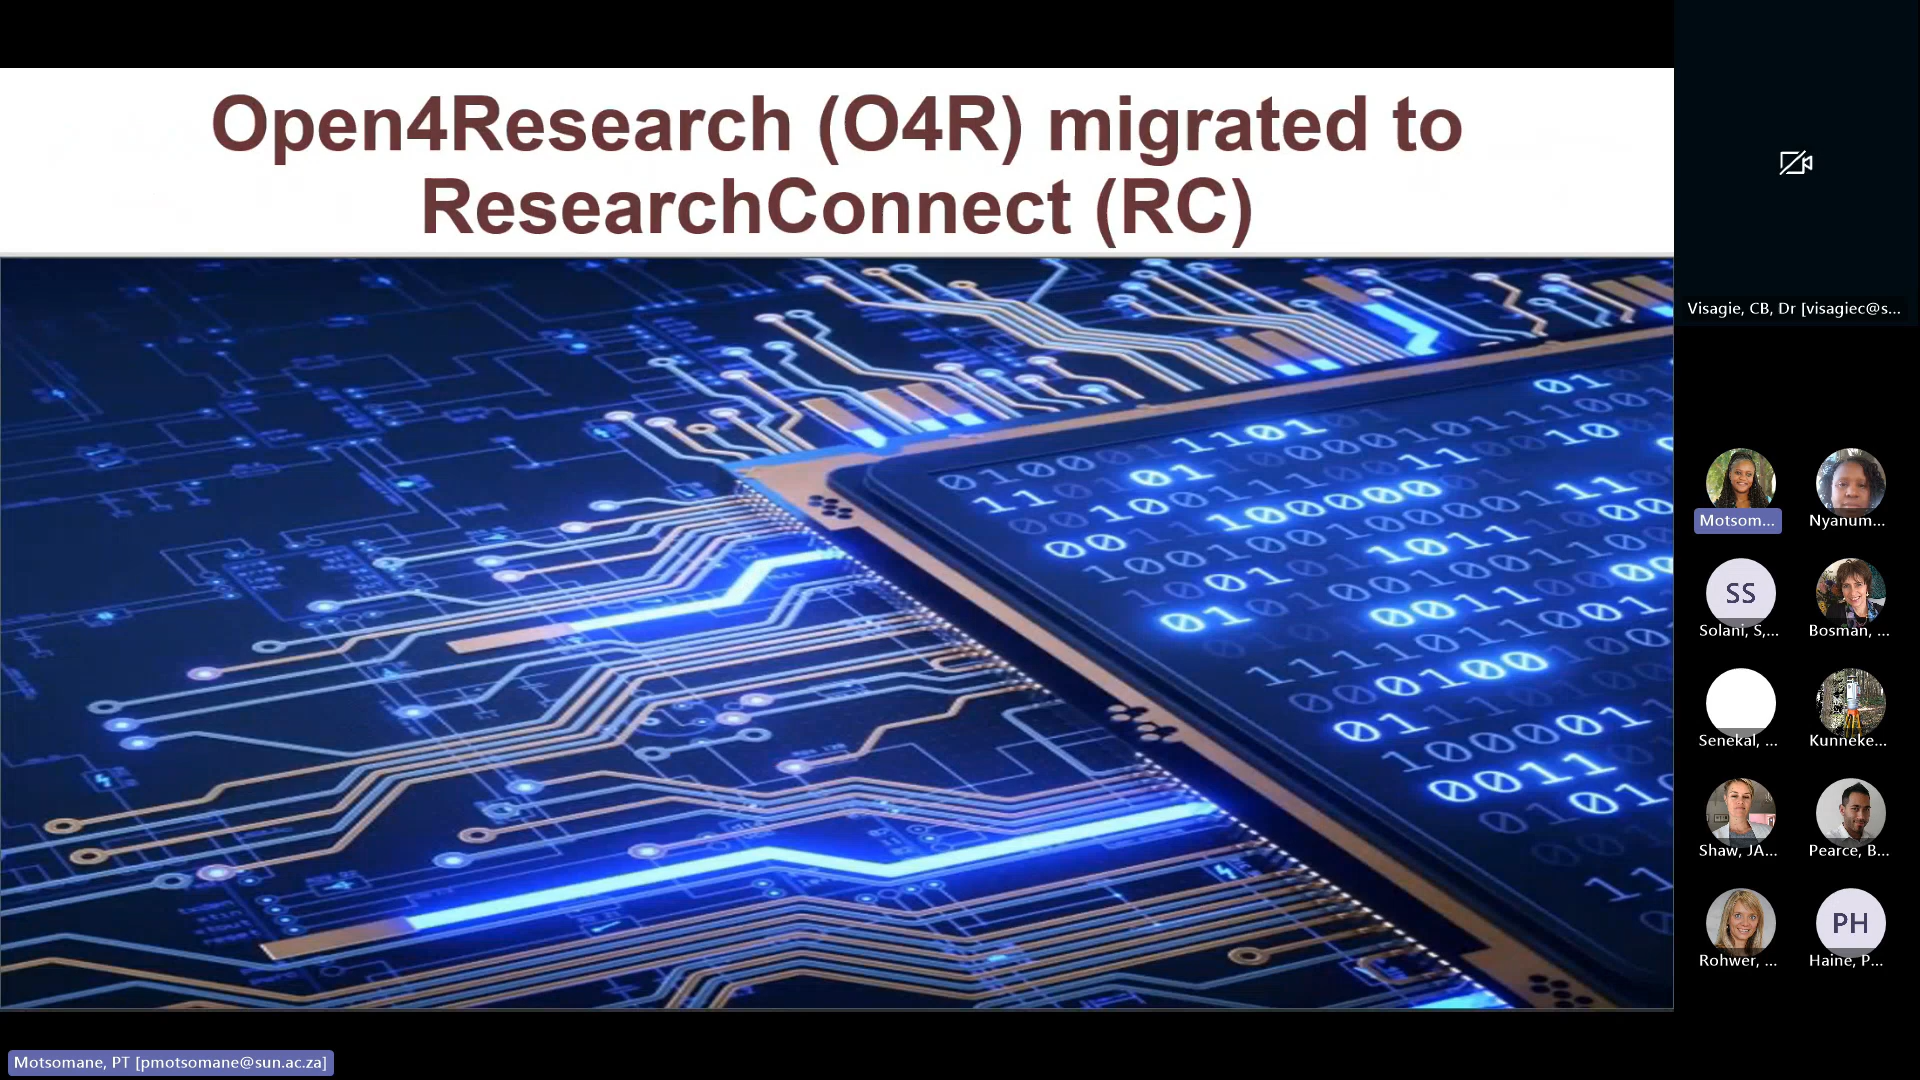 Open4Research (O4R) migrated to
ResearchConnect (RC)
Visagie, CB, Dr [visagiec@s...
Motsom...
Nyanum...
SS
Solani, S,...
Bosman, ...
Senekal, ...
Kunneke...
Shaw, JA...
Pearce, B...
Rohwer, ...
PH
Haine, P...
Motsomane, PT [pmotsomane@sun.ac.za]